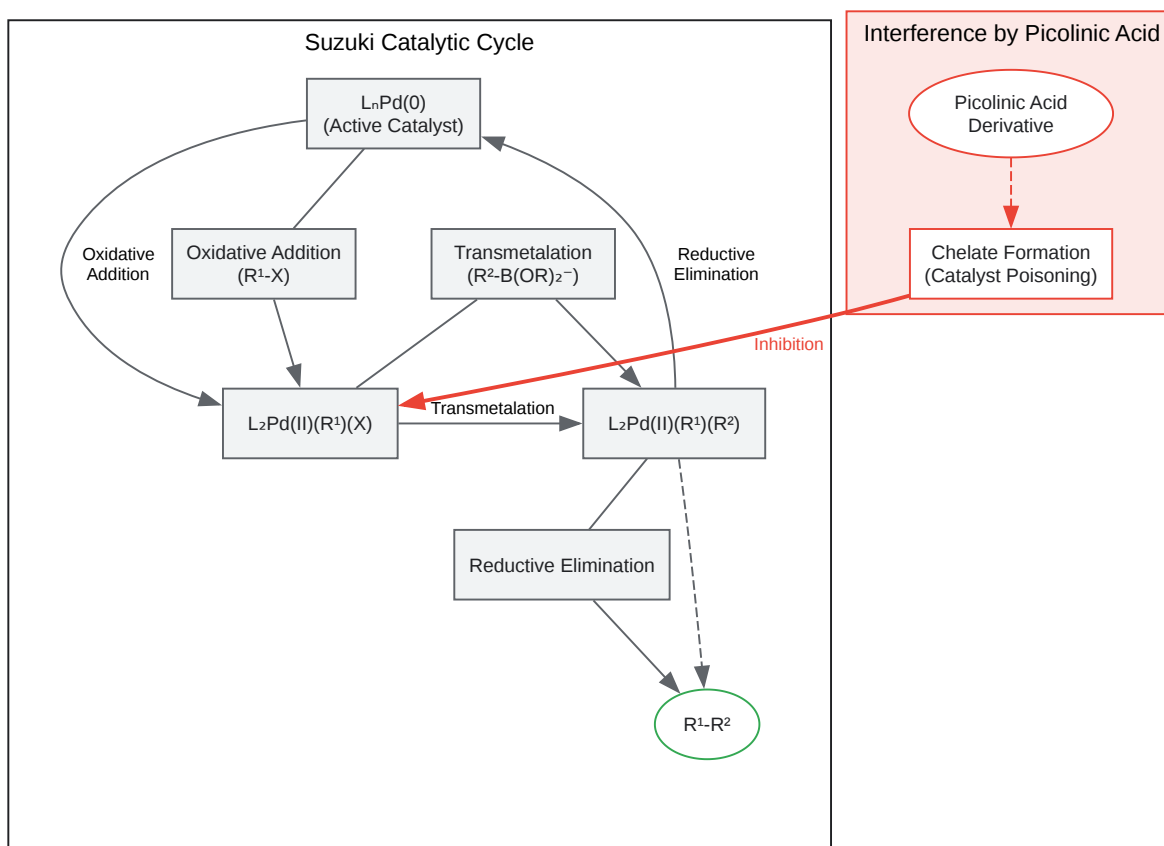 Suzuki Catalytic Cycle
Interference by Picolinic Acid
LₙPd(0)
(Active Catalyst)
Picolinic Acid
Derivative
Oxidative
Addition
Oxidative Addition
(R¹-X)
Transmetalation
(R²-B(OR)₂⁻)
Reductive
Elimination
Chelate Formation
(Catalyst Poisoning)
Inhibition
L₂Pd(II)(R¹)(X)
Transmetalation
L₂Pd(II)(R¹)(R²)
Reductive Elimination
R¹-R²